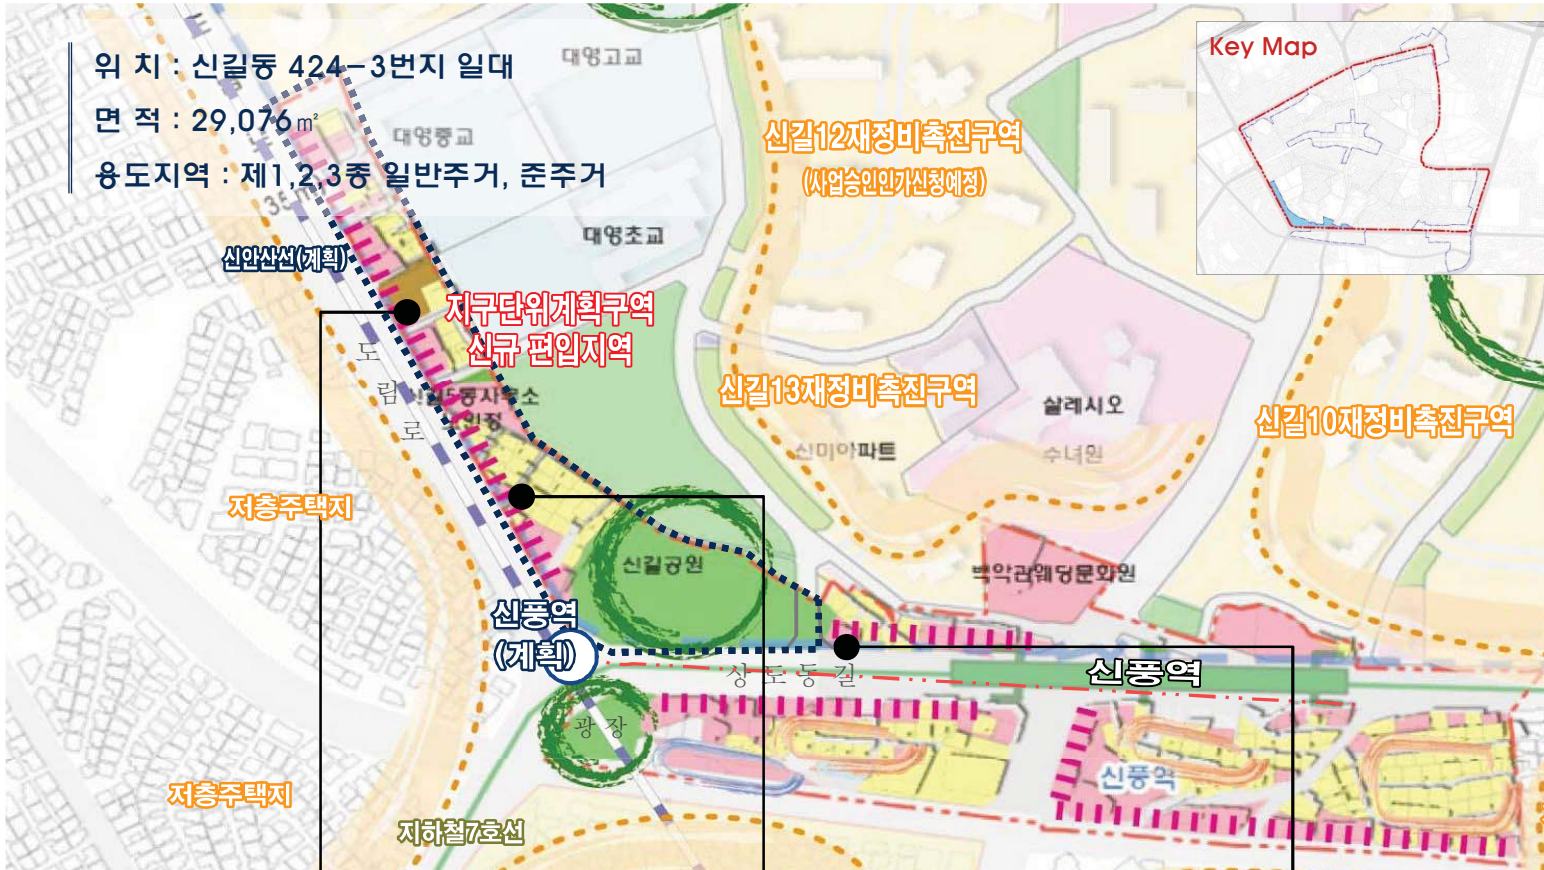 위 치 : 신길동 424-3번지 일대
면 적 : 29,076㎡
용도지역 : 제1,2,3종 일반주거, 준주거
Key Map
대영고교
대영중교
대영초교
신길12재정비촉진구역
(사업승인인가신청예정)
신안산선(계획)
지구단위계획구역
신규 편입지역
도
림
로
신길13재정비촉진구역
살레시오
수녀원
신미아파트
신길10재정비촉진구역
저층주택지
신길공원
백악관웨딩문화원
신풍역
(계획)
상 도 동 길
신풍역
광 장
신풍역
저층주택지
지하철7호선